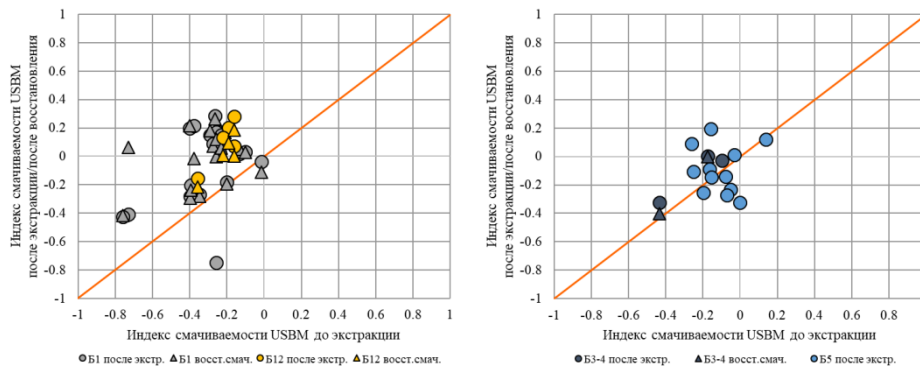 Индекс смачиваемости USBM
после экстракции/после восстановления
1
0.8
0.6
0.4
0.2
0
-0.2
-0.4
-0.6
-0.8
-1
-1 -0.8 -0.6 -0.4 -0.2 0 0.2 0.4 0.6 0.8 1
Индекс смачиваемости USBM до экстракции
Б1 после экстр. Б1 восст.смач. Б12 после экстр. Б12 восст.смач.
Индекс смачиваемости USBM
после экстракции/после восстановления
1
0.8
0.6
0.4
0.2
0
-0.2
-0.4
-0.6
-0.8
-1
-1 -0.8 -0.6 -0.4 -0.2 0 0.2 0.4 0.6 0.8 1
Индекс смачиваемости USBM до экстракции
Б3-4 после экстр. Б3-4 восст.смач. Б5 после экстр.